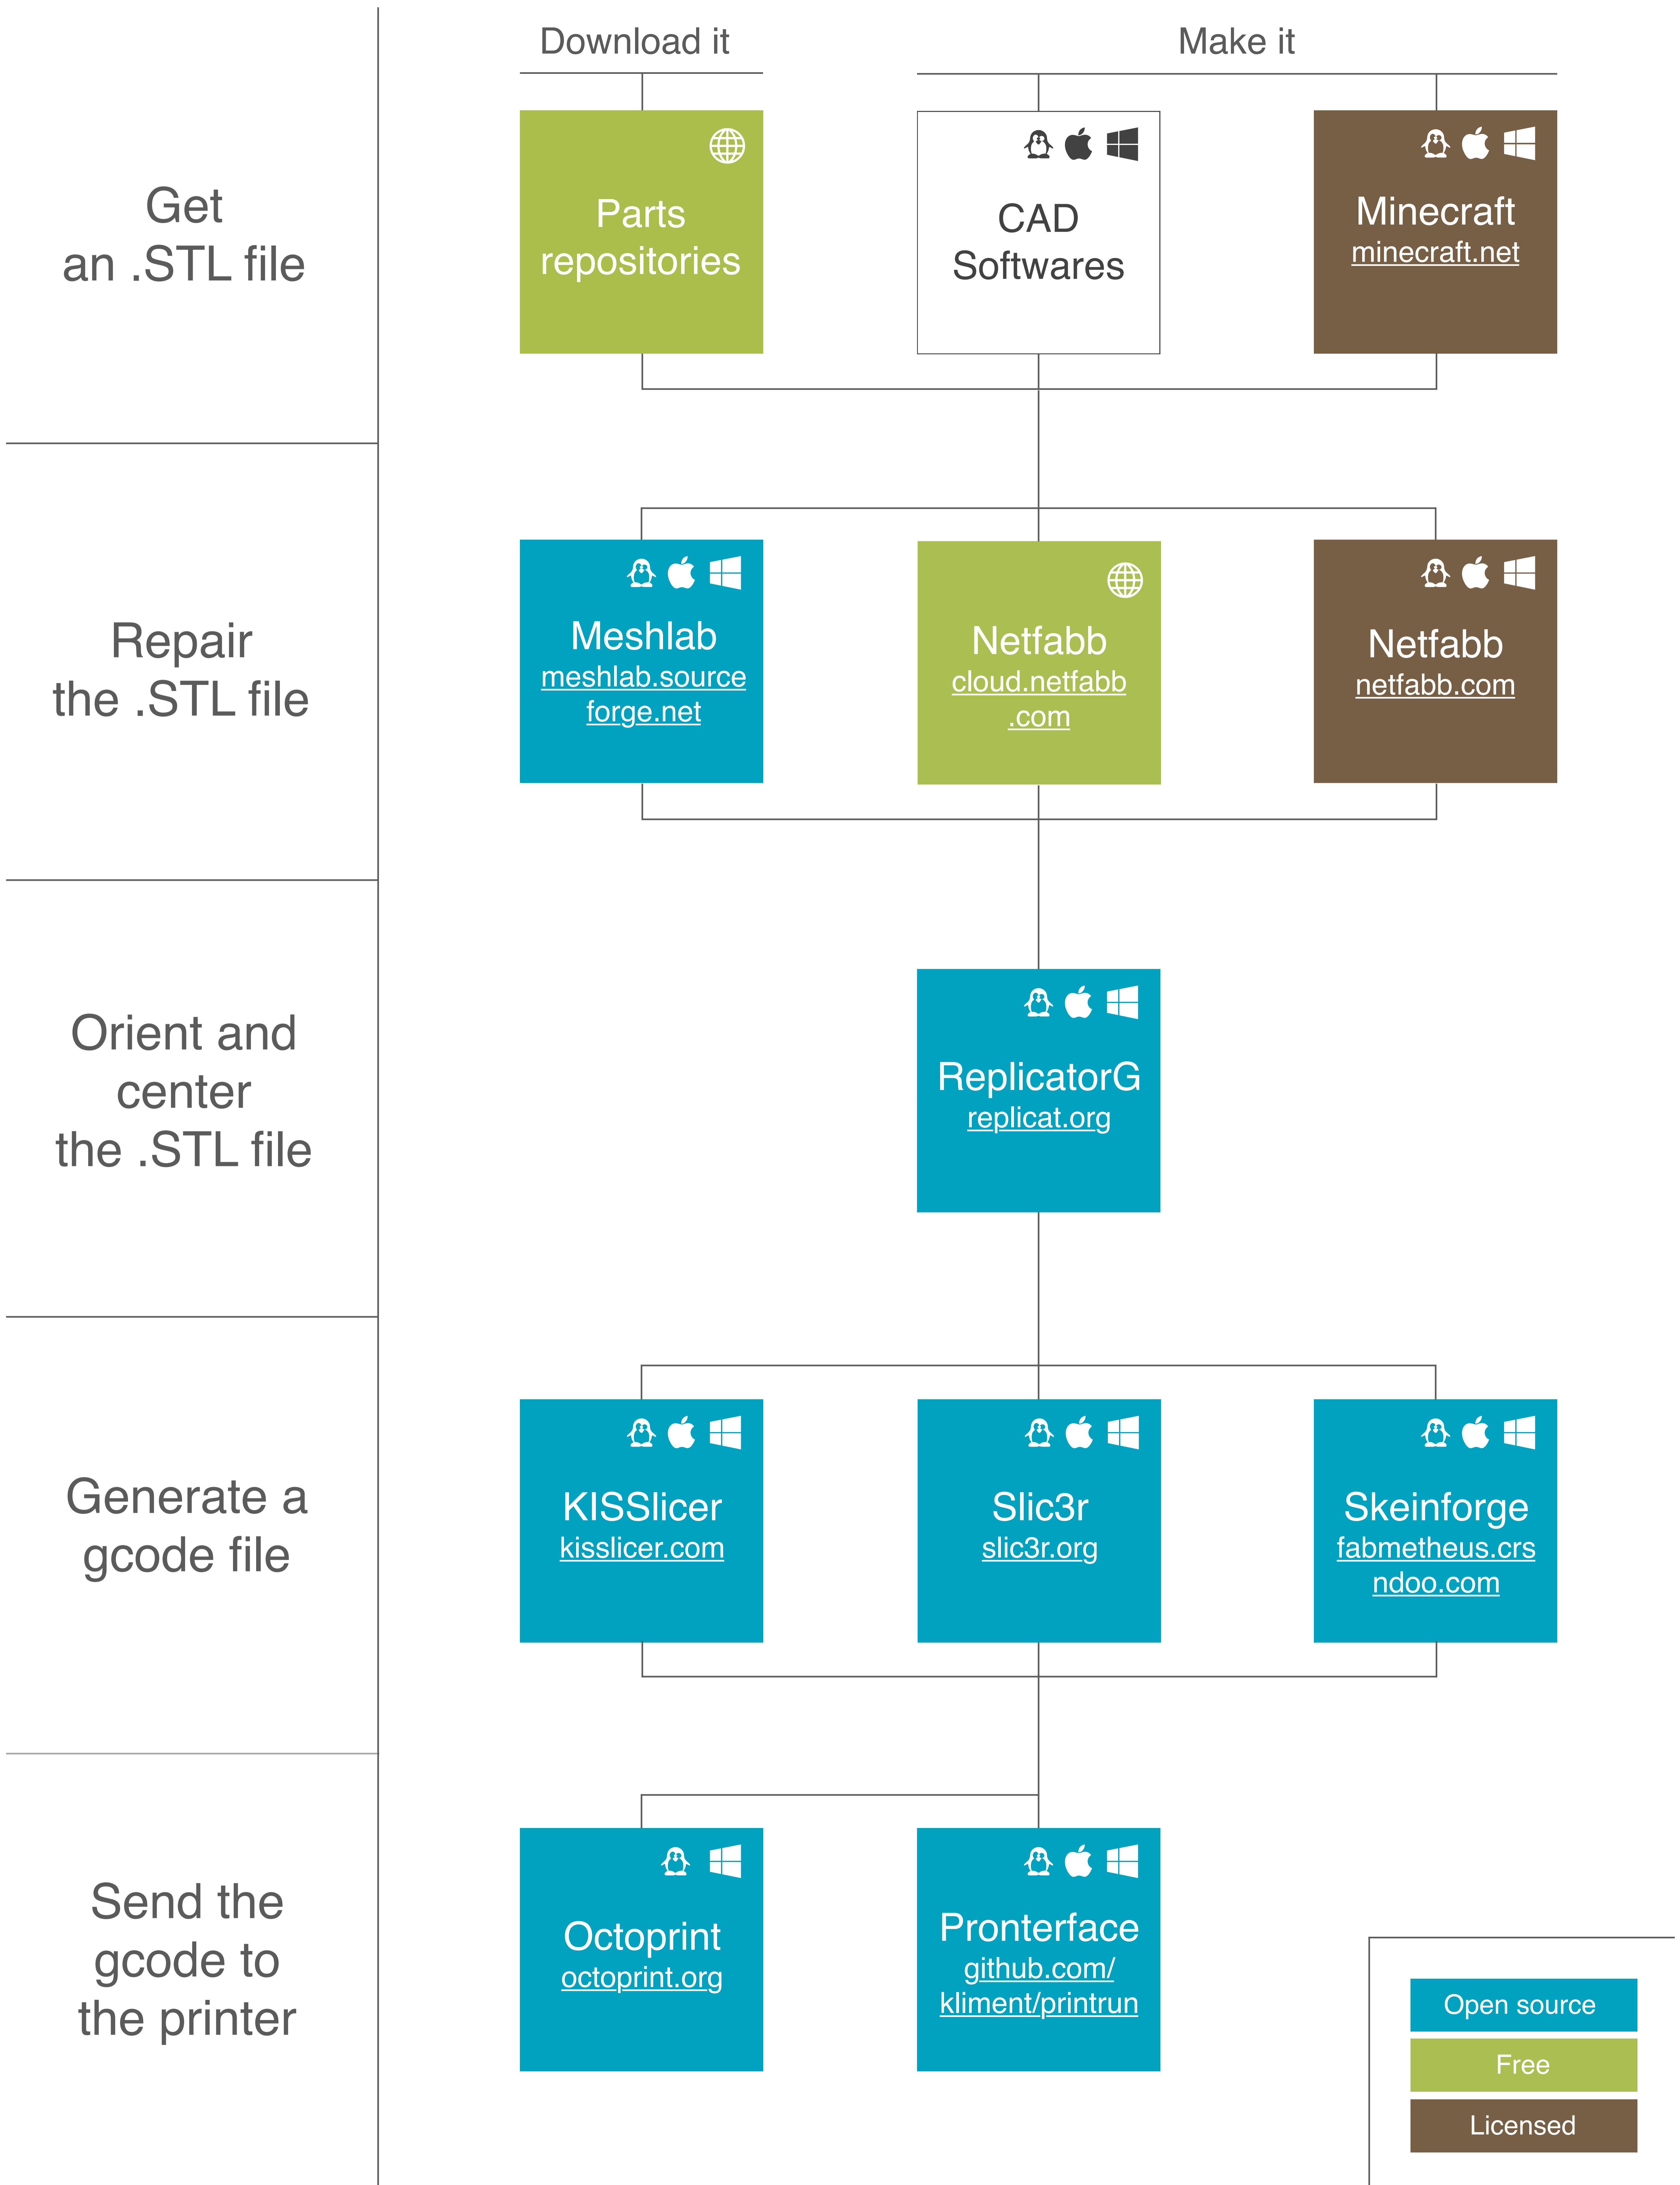 Download it
Make it
Get
an .STL file
Parts
repositories
CAD
Softwares
Minecraft
minecraft.net
Repair
the .STL file
Meshlab
meshlab.source
forge.net
Netfabb
cloud.netfabb
.com
Netfabb
netfabb.com
Orient and
center
the .STL file
ReplicatorG
replicat.org
Generate a
gcode file
KISSlicer
kisslicer.com
Slic3r
slic3r.org
Skeinforge
fabmetheus.crs
ndoo.com
Send the
gcode to
the printer
Octoprint
octoprint.org
Pronterface
github.com/
kliment/printrun
Open source
Free
Licensed